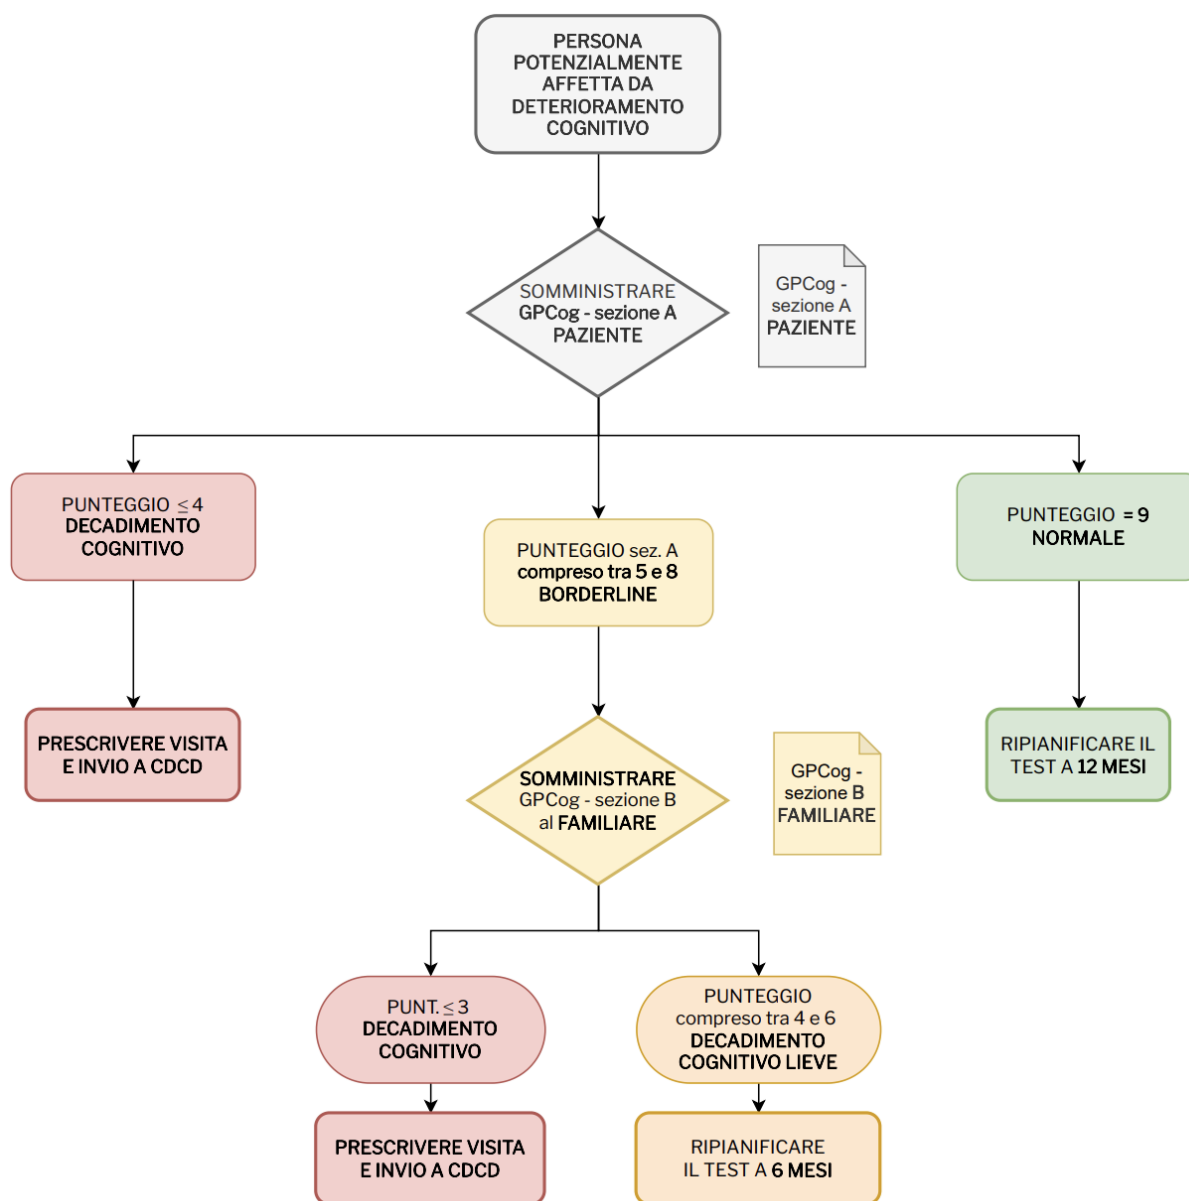 PERSONA
POTENZIALMENTE
AFFETTA DA
DETERIORAMENTO
COGNITIVO
SOMMINISTRARE
GPCog - sezione A
PAZIENTE
GPCog -
sezione A
PAZIENTE
PUNTEGGIO ≤ 4
DECADIMENTO
COGNITIVO
PUNTEGGIO sez. A
compreso tra 5 e 8
BORDERLINE
PUNTEGGIO = 9
NORMALE
PRESCRIVERE VISITA
E INVIO A CDCD
SOMMINISTRARE
GPCog - sezione B
al FAMILIARE
GPCog -
sezione B
FAMILIARE
RIPIANIFICARE IL
TEST A 12 MESI
PUNT. ≤ 3
DECADIMENTO
COGNITIVO
PUNTEGGIO
compreso tra 4 e 6
DECADIMENTO
COGNITIVO LIEVE
PRESCRIVERE VISITA
E INVIO A CDCD
RIPIANIFICARE
IL TEST A 6 MESI